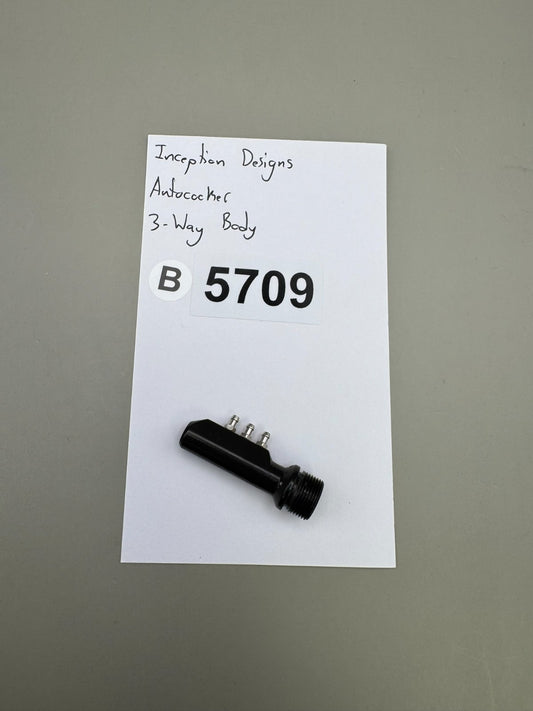 Inception Designs
Autococker
3-Way Body
B 5709